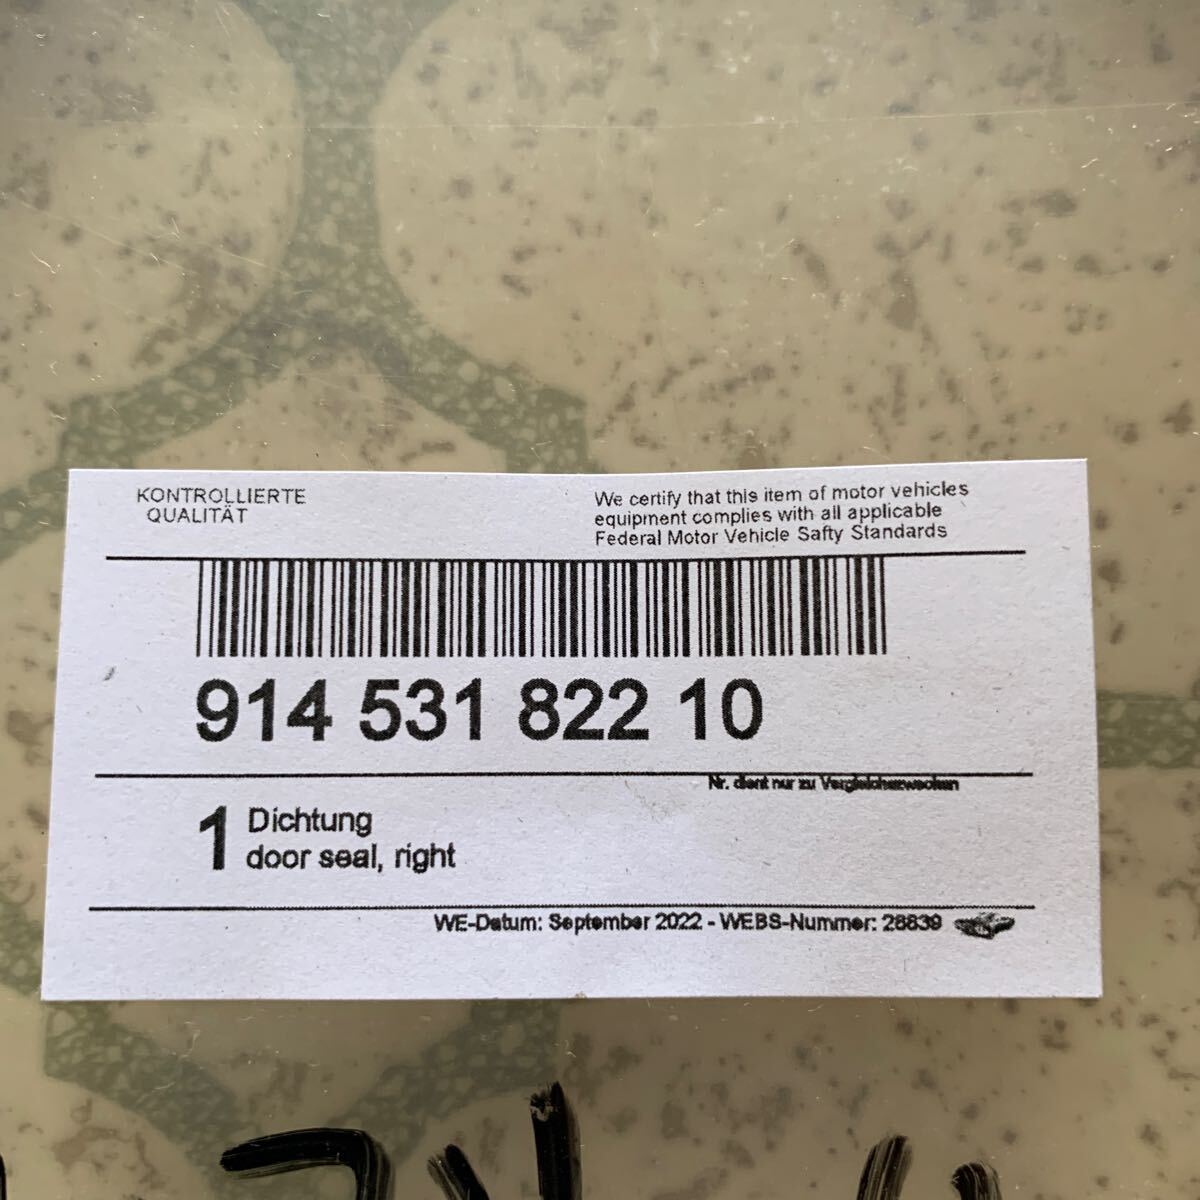 KONTROLLIERTE
QUALITÄT
We certify that this item of motor vehicles
equipment complies with all applicable
Federal Motor Vehicle Safty Standards
914 531 822 10
Nr. dient nur zu Vergleichszwecken
1 Dichtung
door seal, right
WE-Datum: September 2022 - WEBS-Nummer: 28839